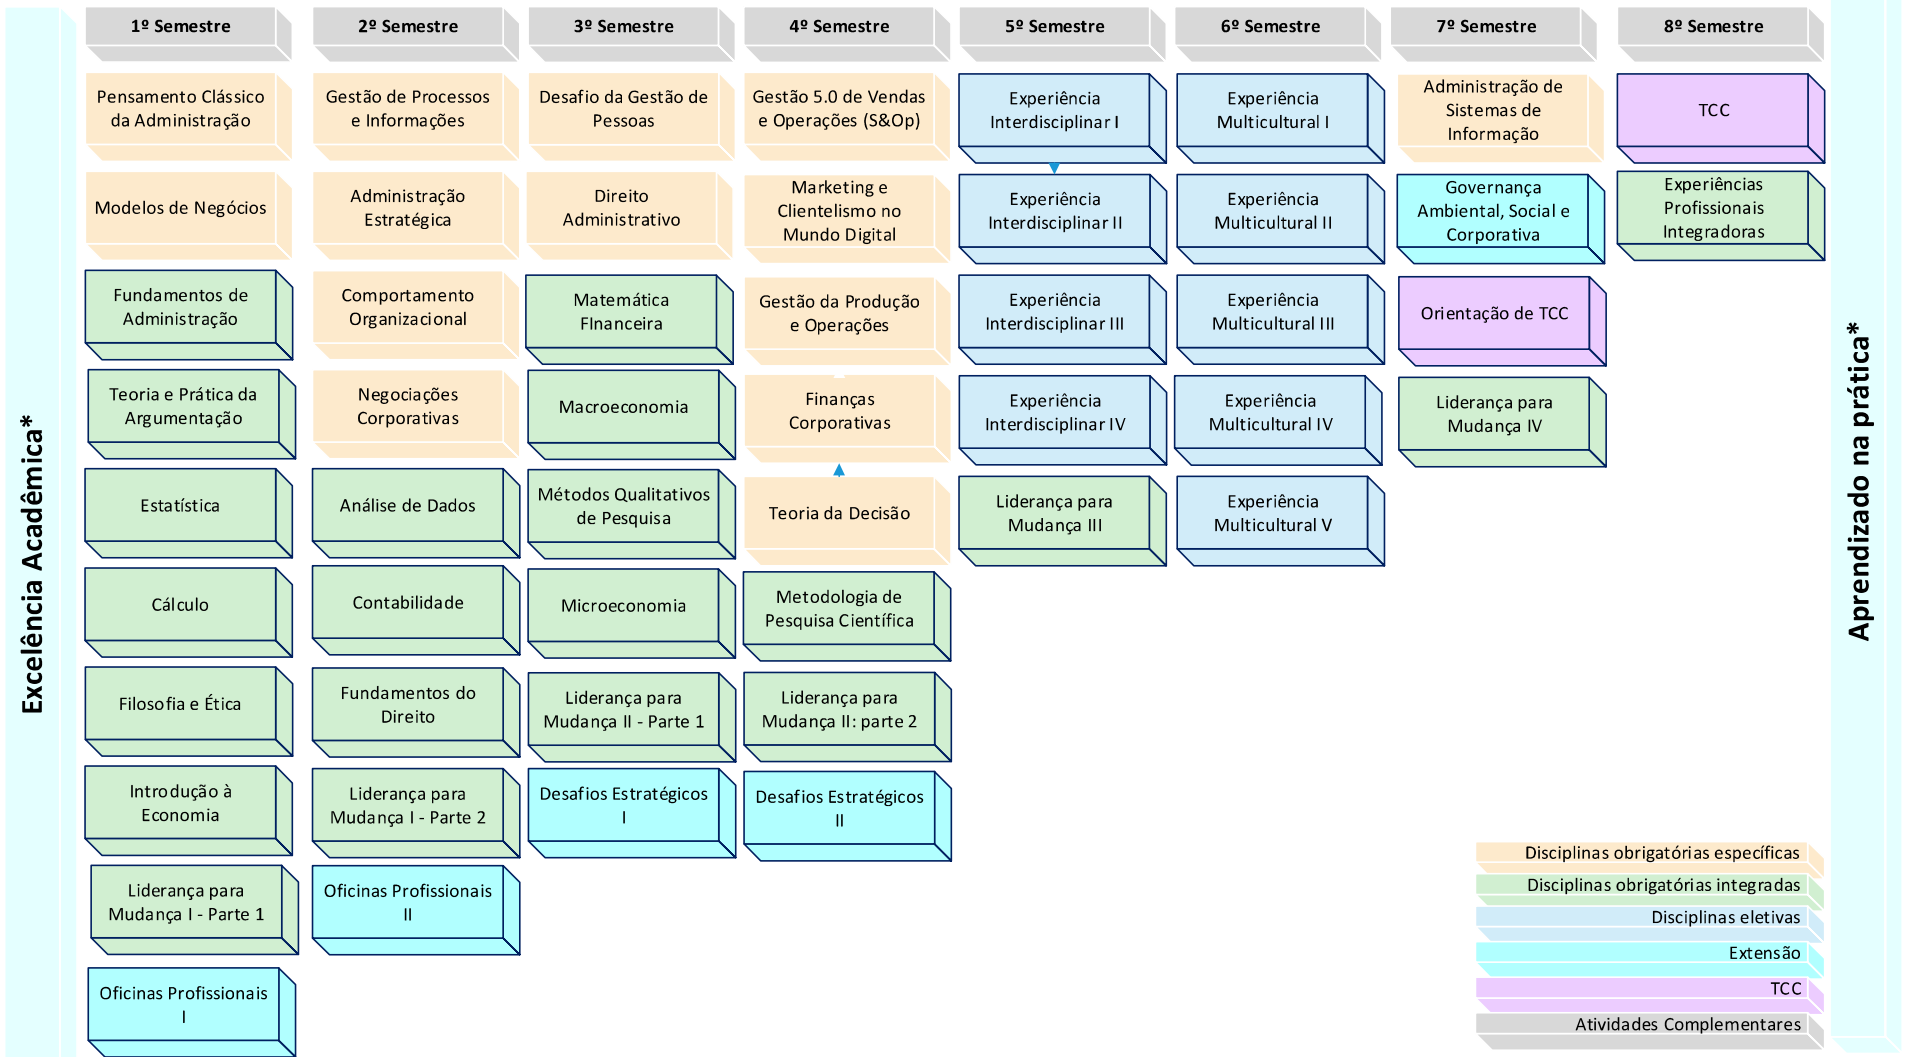 Excelência Acadêmica*
1º Semestre
Pensamento Clássico
da Administração
Modelos de Negócios
Fundamentos de
Administração
Teoria e Prática da
Argumentação
Estatística
Cálculo
Filosofia e Ética
Introdução à
Economia
Liderança para
Mudança I - Parte 1
Oficinas Profissionais
I
2º Semestre
Gestão de Processos
e Informações
Administração
Estratégica
Comportamento
Organizacional
Negociações
Corporativas
Análise de Dados
Contabilidade
Fundamentos do
Direito
Liderança para
Mudança I - Parte 2
Oficinas Profissionais
II
3º Semestre
Desafio da Gestão de
Pessoas
Direito
Administrativo
Matemática
FInanceira
Macroeconomia
Métodos Qualitativos
de Pesquisa
Microeconomia
Liderança para
Mudança II - Parte 1
Desafios Estratégicos
I
4º Semestre
Gestão 5.0 de Vendas
e Operações (S&Op)
Marketing e
Clientelismo no
Mundo Digital
Gestão da Produção
e Operações
Finanças
Corporativas
Teoria da Decisão
Metodologia de
Pesquisa Científica
Liderança para
Mudança II: parte 2
Desafios Estratégicos
II
5º Semestre
Experiência
Interdisciplinar I
Experiência
Interdisciplinar II
Experiência
Interdisciplinar III
Experiência
Interdisciplinar IV
Liderança para
Mudança III
6º Semestre
Experiência
Multicultural I
Experiência
Multicultural II
Experiência
Multicultural III
Experiência
Multicultural IV
Experiência
Multicultural V
7º Semestre
Administração de
Sistemas de
Informação
Governança
Ambiental, Social e
Corporativa
Orientação de TCC
Liderança para
Mudança IV
8º Semestre
TCC
Experiências
Profissionais
Integradoras
Aprendizado na prática*
Disciplinas obrigatórias específicas
Disciplinas obrigatórias integradas
Disciplinas eletivas
Extensão
TCC
Atividades Complementares